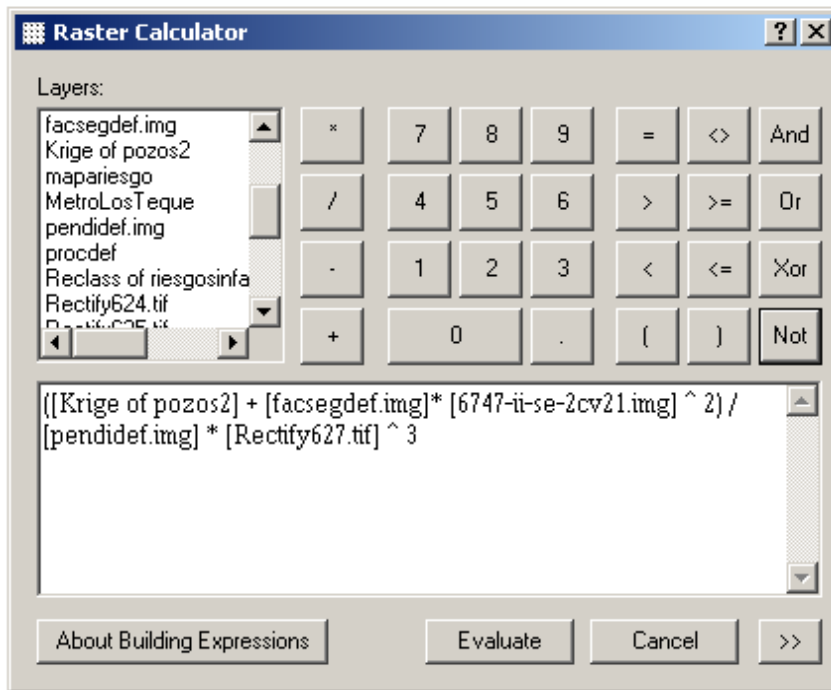 Raster Calculator
Layers:
facsegdef.img
Krige of pozos2
mapariesgo
MetroLosTeque
pendidef.img
procdef
Reclass of riesgosinfa
Rectify624.tif
Rectify625.tif
* 7 8 9 = <> And
/ 4 5 6 > >= Or
- 1 2 3 < <= Xor
+ 0 . ( ) Not
([Krige of pozos2] + [facsegdef.img]* [6747-ii-se-2cv21.img] ^ 2) /
[pendidef.img] * [Rectify627.tif] ^ 3
About Building Expressions Evaluate Cancel >>